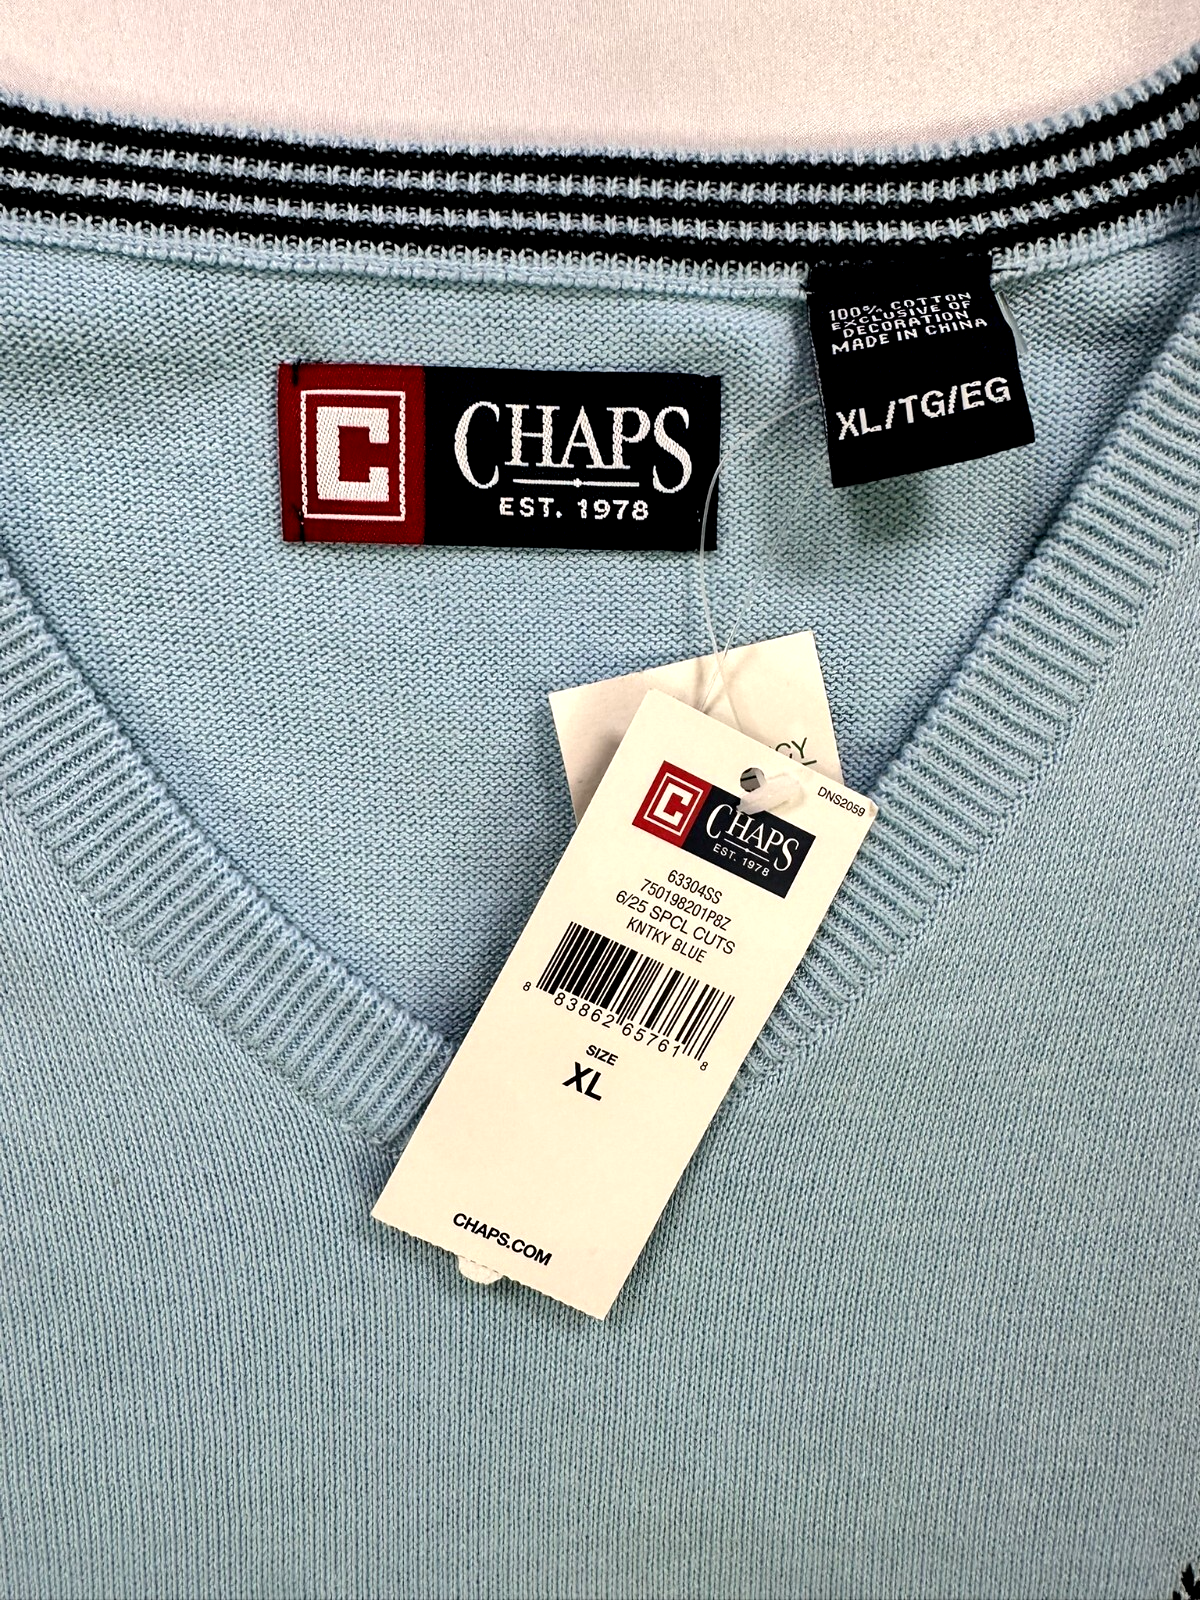 100% COTTON
EXCLUSIVE OF
DECORATION
MADE IN CHINA
XL/TG/EG
C CHAPS
EST. 1978
DNS2059
C CHAPS
EST. 1978
63304SS
750198201P8Z
6/25 SPCL CUTS
KNTKY BLUE
8 83862 65761 8
SIZE
XL
CHAPS.COM